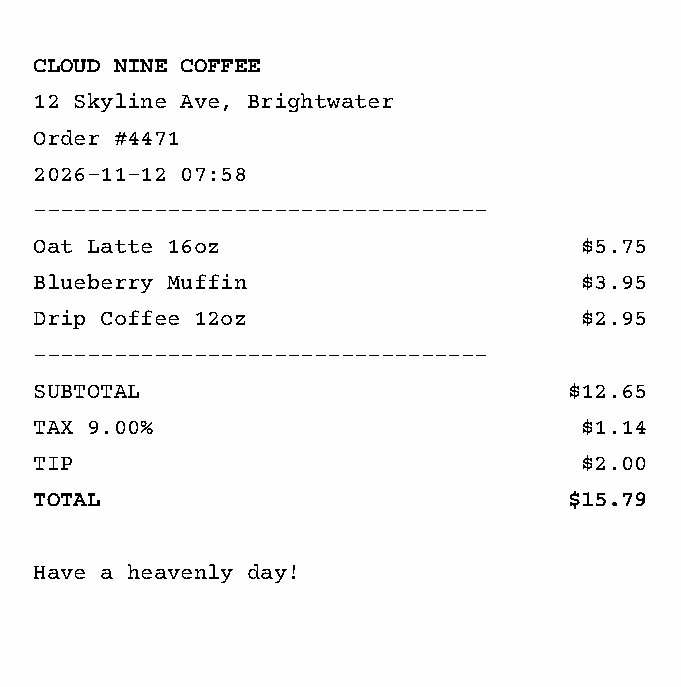 CLOUD NINE COFFEE
12 Skyline Ave, Brightwater
Order #4471
2026-11-12 07:58
----------------------------------
Oat Latte 16oz $5.75
Blueberry Muffin $3.95
Drip Coffee 12oz $2.95
----------------------------------
SUBTOTAL $12.65
TAX 9.00% $1.14
TIP $2.00
TOTAL $15.79
Have a heavenly day!